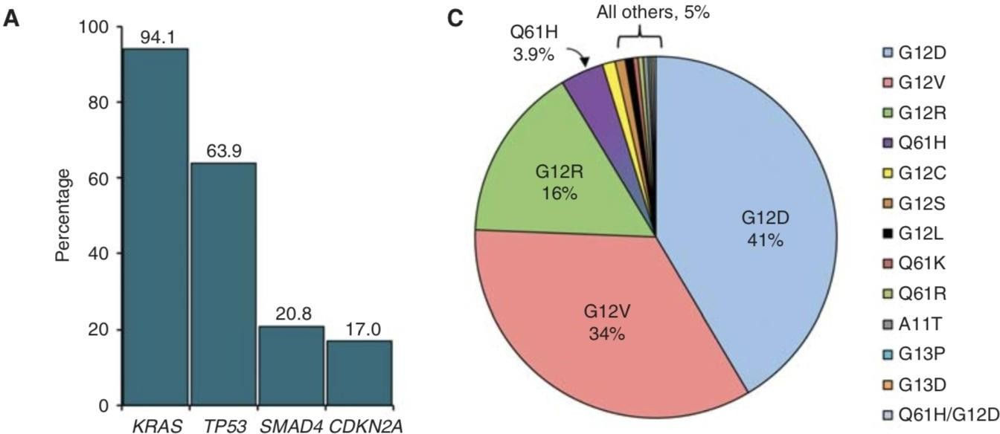 A
Percentage
100
80
60
40
20
0
94.1
63.9
20.8
17.0
KRAS TP53 SMAD4 CDKN2A
C
All others, 5%
Q61H
3.9%
G12R
16%
G12D
41%
G12V
34%
G12D
G12V
G12R
Q61H
G12C
G12S
G12L
Q61K
Q61R
A11T
G13P
G13D
Q61H/G12D